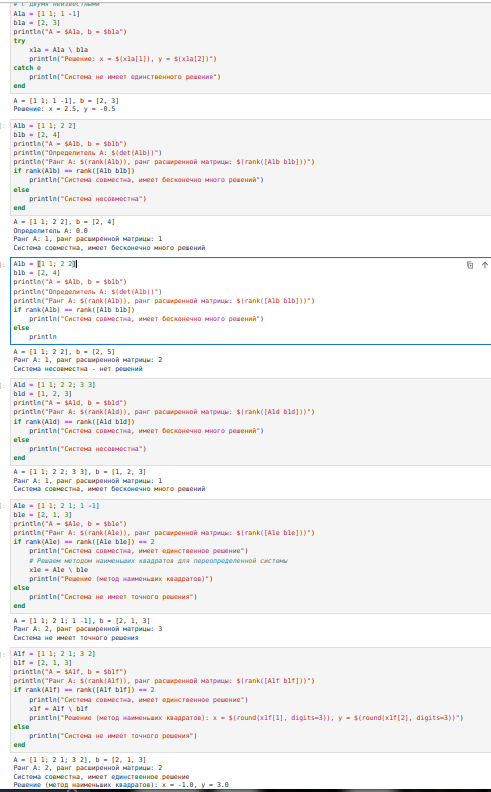 # с двумя неизвестными
A1a = [1 1; 1 -1]
b1a = [2, 3]
println("A = $A1a, b = $b1a")
try
    x1a = A1a \ b1a
    println("Решение: x = $(x1a[1]), y = $(x1a[2])")
catch e
    println("Система не имеет единственного решения")
end
A = [1 1; 1 -1], b = [2, 3]
Решение: x = 2.5, y = -0.5
A1b = [1 1; 2 2]
b1b = [2, 4]
println("A = $A1b, b = $b1b")
println("Определитель A: $(det(A1b))")
println("Ранг A: $(rank(A1b)), ранг расширенной матрицы: $(rank([A1b b1b]))")
if rank(A1b) == rank([A1b b1b])
    println("Система совместна, имеет бесконечно много решений")
else
    println("Система несовместна")
end
A = [1 1; 2 2], b = [2, 4]
Определитель A: 0.0
Ранг A: 1, ранг расширенной матрицы: 1
Система совместна, имеет бесконечно много решений
A1b = [1 1; 2 2]
b1b = [2, 4]
println("A = $A1b, b = $b1b")
println("Определитель A: $(det(A1b))")
println("Ранг A: $(rank(A1b)), ранг расширенной матрицы: $(rank([A1b b1b]))")
if rank(A1b) == rank([A1b b1b])
    println("Система совместна, имеет бесконечно много решений")
else
    println
A = [1 1; 2 2], b = [2, 5]
Ранг A: 1, ранг расширенной матрицы: 2
Система несовместна - нет решений
A1d = [1 1; 2 2; 3 3]
b1d = [1, 2, 3]
println("A = $A1d, b = $b1d")
println("Ранг A: $(rank(A1d)), ранг расширенной матрицы: $(rank([A1d b1d]))")
if rank(A1d) == rank([A1d b1d])
    println("Система совместна, имеет бесконечно много решений")
else
    println("Система несовместна")
end
A = [1 1; 2 2; 3 3], b = [1, 2, 3]
Ранг A: 1, ранг расширенной матрицы: 1
Система совместна, имеет бесконечно много решений
A1e = [1 1; 2 1; 1 -1]
b1e = [2, 1, 3]
println("A = $A1e, b = $b1e")
println("Ранг A: $(rank(A1e)), ранг расширенной матрицы: $(rank([A1e b1e]))")
if rank(A1e) == rank([A1e b1e]) == 2
    println("Система совместна, имеет единственное решение")
    # Решаем методом наименьших квадратов для переопределенной системы
    x1e = A1e \ b1e
    println("Решение (метод наименьших квадратов)")
else
    println("Система не имеет точного решения")
end
A = [1 1; 2 1; 1 -1], b = [2, 1, 3]
Ранг A: 2, ранг расширенной матрицы: 3
Система не имеет точного решения
A1f = [1 1; 2 1; 3 2]
b1f = [2, 1, 3]
println("A = $A1f, b = $b1f")
println("Ранг A: $(rank(A1f)), ранг расширенной матрицы: $(rank([A1f b1f]))")
if rank(A1f) == rank([A1f b1f]) == 2
    println("Система совместна, имеет единственное решение")
    x1f = A1f \ b1f
    println("Решение (метод наименьших квадратов): x = $(round(x1f[1], digits=3)), y = $(round(x1f[2], digits=3))")
else
    println("Система не имеет точного решения")
end
A = [1 1; 2 1; 3 2], b = [2, 1, 3]
Ранг A: 2, ранг расширенной матрицы: 2
Система совместна, имеет единственное решение
Решение (метод наименьших квадратов): x = -1.0, y = 3.0